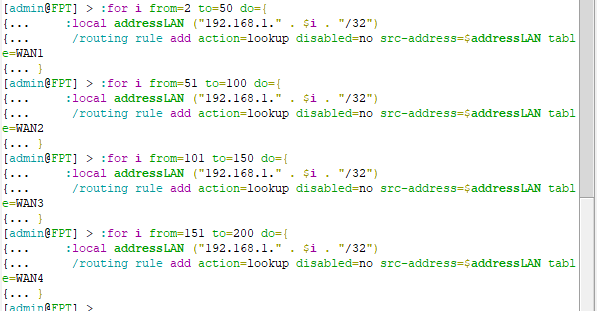 [admin@FPT] > :for i from=2 to=50 do={
{...     :local addressLAN ("192.168.1." . $i . "/32")
{...      /routing rule add action=lookup disabled=no src-address=$addressLAN tabl
e=WAN1
{... }
[admin@FPT] > :for i from=51 to=100 do={
{...     :local addressLAN ("192.168.1." . $i . "/32")
{...      /routing rule add action=lookup disabled=no src-address=$addressLAN tabl
e=WAN2
{... }
[admin@FPT] > :for i from=101 to=150 do={
{...     :local addressLAN ("192.168.1." . $i . "/32")
{...      /routing rule add action=lookup disabled=no src-address=$addressLAN tabl
e=WAN3
{... }
[admin@FPT] > :for i from=151 to=200 do={
{...     :local addressLAN ("192.168.1." . $i . "/32")
{...      /routing rule add action=lookup disabled=no src-address=$addressLAN tabl
e=WAN4
{... }
[admin@FPT] >